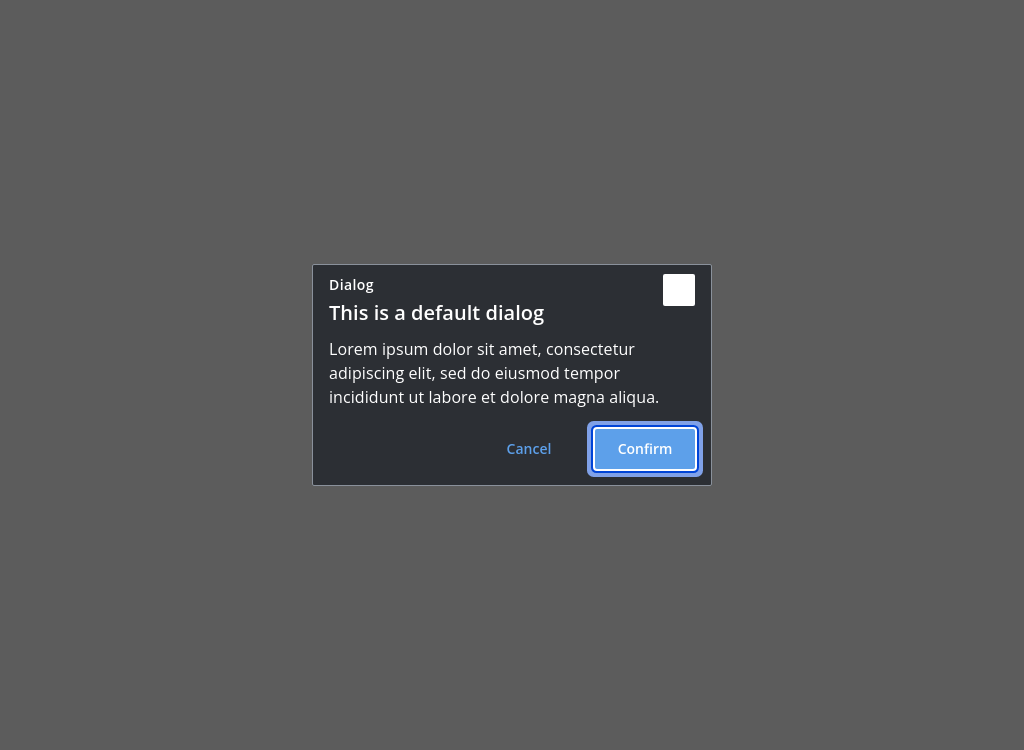 Dialog
This is a default dialog
Lorem ipsum dolor sit amet, consectetur
adipiscing elit, sed do eiusmod tempor
incididunt ut labore et dolore magna aliqua.
Cancel
Confirm